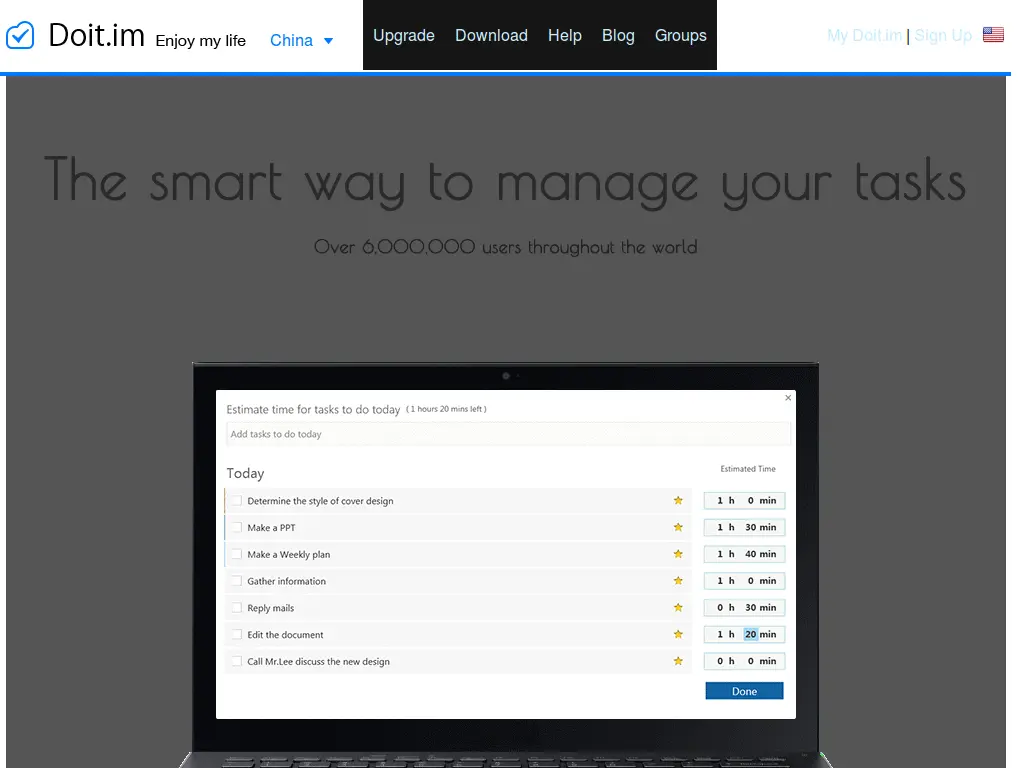 Doit.im Enjoy my life China Upgrade Download Help Blog Groups My Doit.im | Sign Up
The smart way to manage your tasks
Over 6,000,000 users throughout the world
Estimate time for tasks to do today ( 1 hours 20 mins left )
Add tasks to do today
Today Estimated Time
Determine the style of cover design 1 h 0 min
Make a PPT 1 h 30 min
Make a Weekly plan 1 h 40 min
Gather information 1 h 0 min
Reply mails 0 h 30 min
Edit the document 1 h 20 min
Call Mr.Lee discuss the new design 0 h 0 min
Done